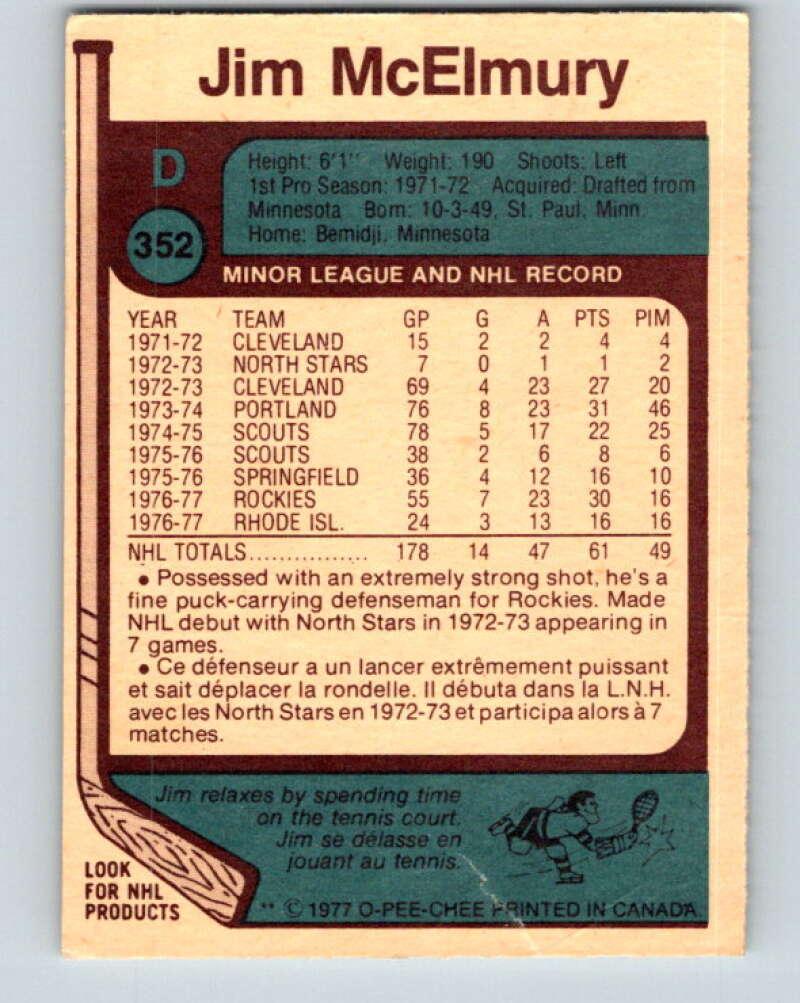 Jim McElmury
D
352
Height: 6'1" Weight: 190 Shoots: Left
1st Pro Season: 1971-72 Acquired: Drafted from
Minnesota Born: 10-3-49, St. Paul, Minn.
Home: Bemidji, Minnesota
MINOR LEAGUE AND NHL RECORD
YEAR TEAM GP G A PTS PIM
1971-72 CLEVELAND 15 2 2 4 4
1972-73 NORTH STARS 7 0 1 1 2
1972-73 CLEVELAND 69 4 23 27 20
1973-74 PORTLAND 76 8 23 31 46
1974-75 SCOUTS 78 5 17 22 25
1975-76 SCOUTS 38 2 6 8 6
1975-76 SPRINGFIELD 36 4 12 16 10
1976-77 ROCKIES 55 7 23 30 16
1976-77 RHODE ISL. 24 3 13 16 16
NHL TOTALS................ 178 14 47 61 49
• Possessed with an extremely strong shot, he's a
fine puck-carrying defenseman for Rockies. Made
NHL debut with North Stars in 1972-73 appearing in
7 games.
• Ce défenseur a un lancer extrêmement puissant
et sait déplacer la rondelle. Il débuta dans la L.N.H.
avec les North Stars en 1972-73 et participa alors à 7
matches.
Jim relaxes by spending time
on the tennis court.
Jim se délasse en
jouant au tennis.
LOOK
FOR NHL
PRODUCTS
** © 1977 O-PEE-CHEE PRINTED IN CANADA